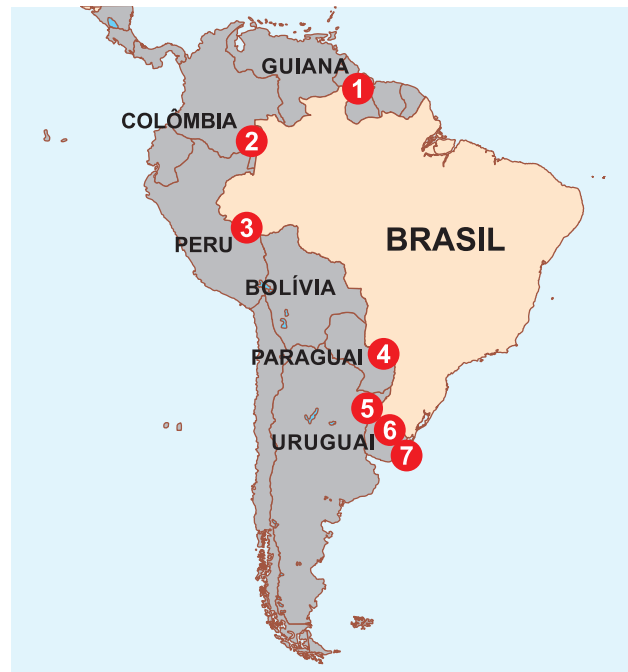 GUIANA
1
COLÔMBIA
2
3
PERU
BRASIL
BOLÍVIA
PARAGUAI 4
5
6
URUGUAI
7